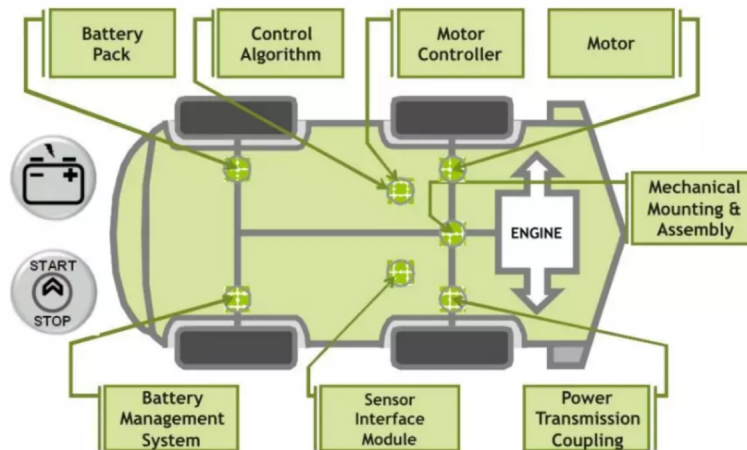 Battery
Pack
Control
Algorithm
Motor
Controller
Motor
Mechanical
Mounting &
Assembly
ENGINE
START
STOP
Battery
Management
System
Sensor
Interface
Module
Power
Transmission
Coupling